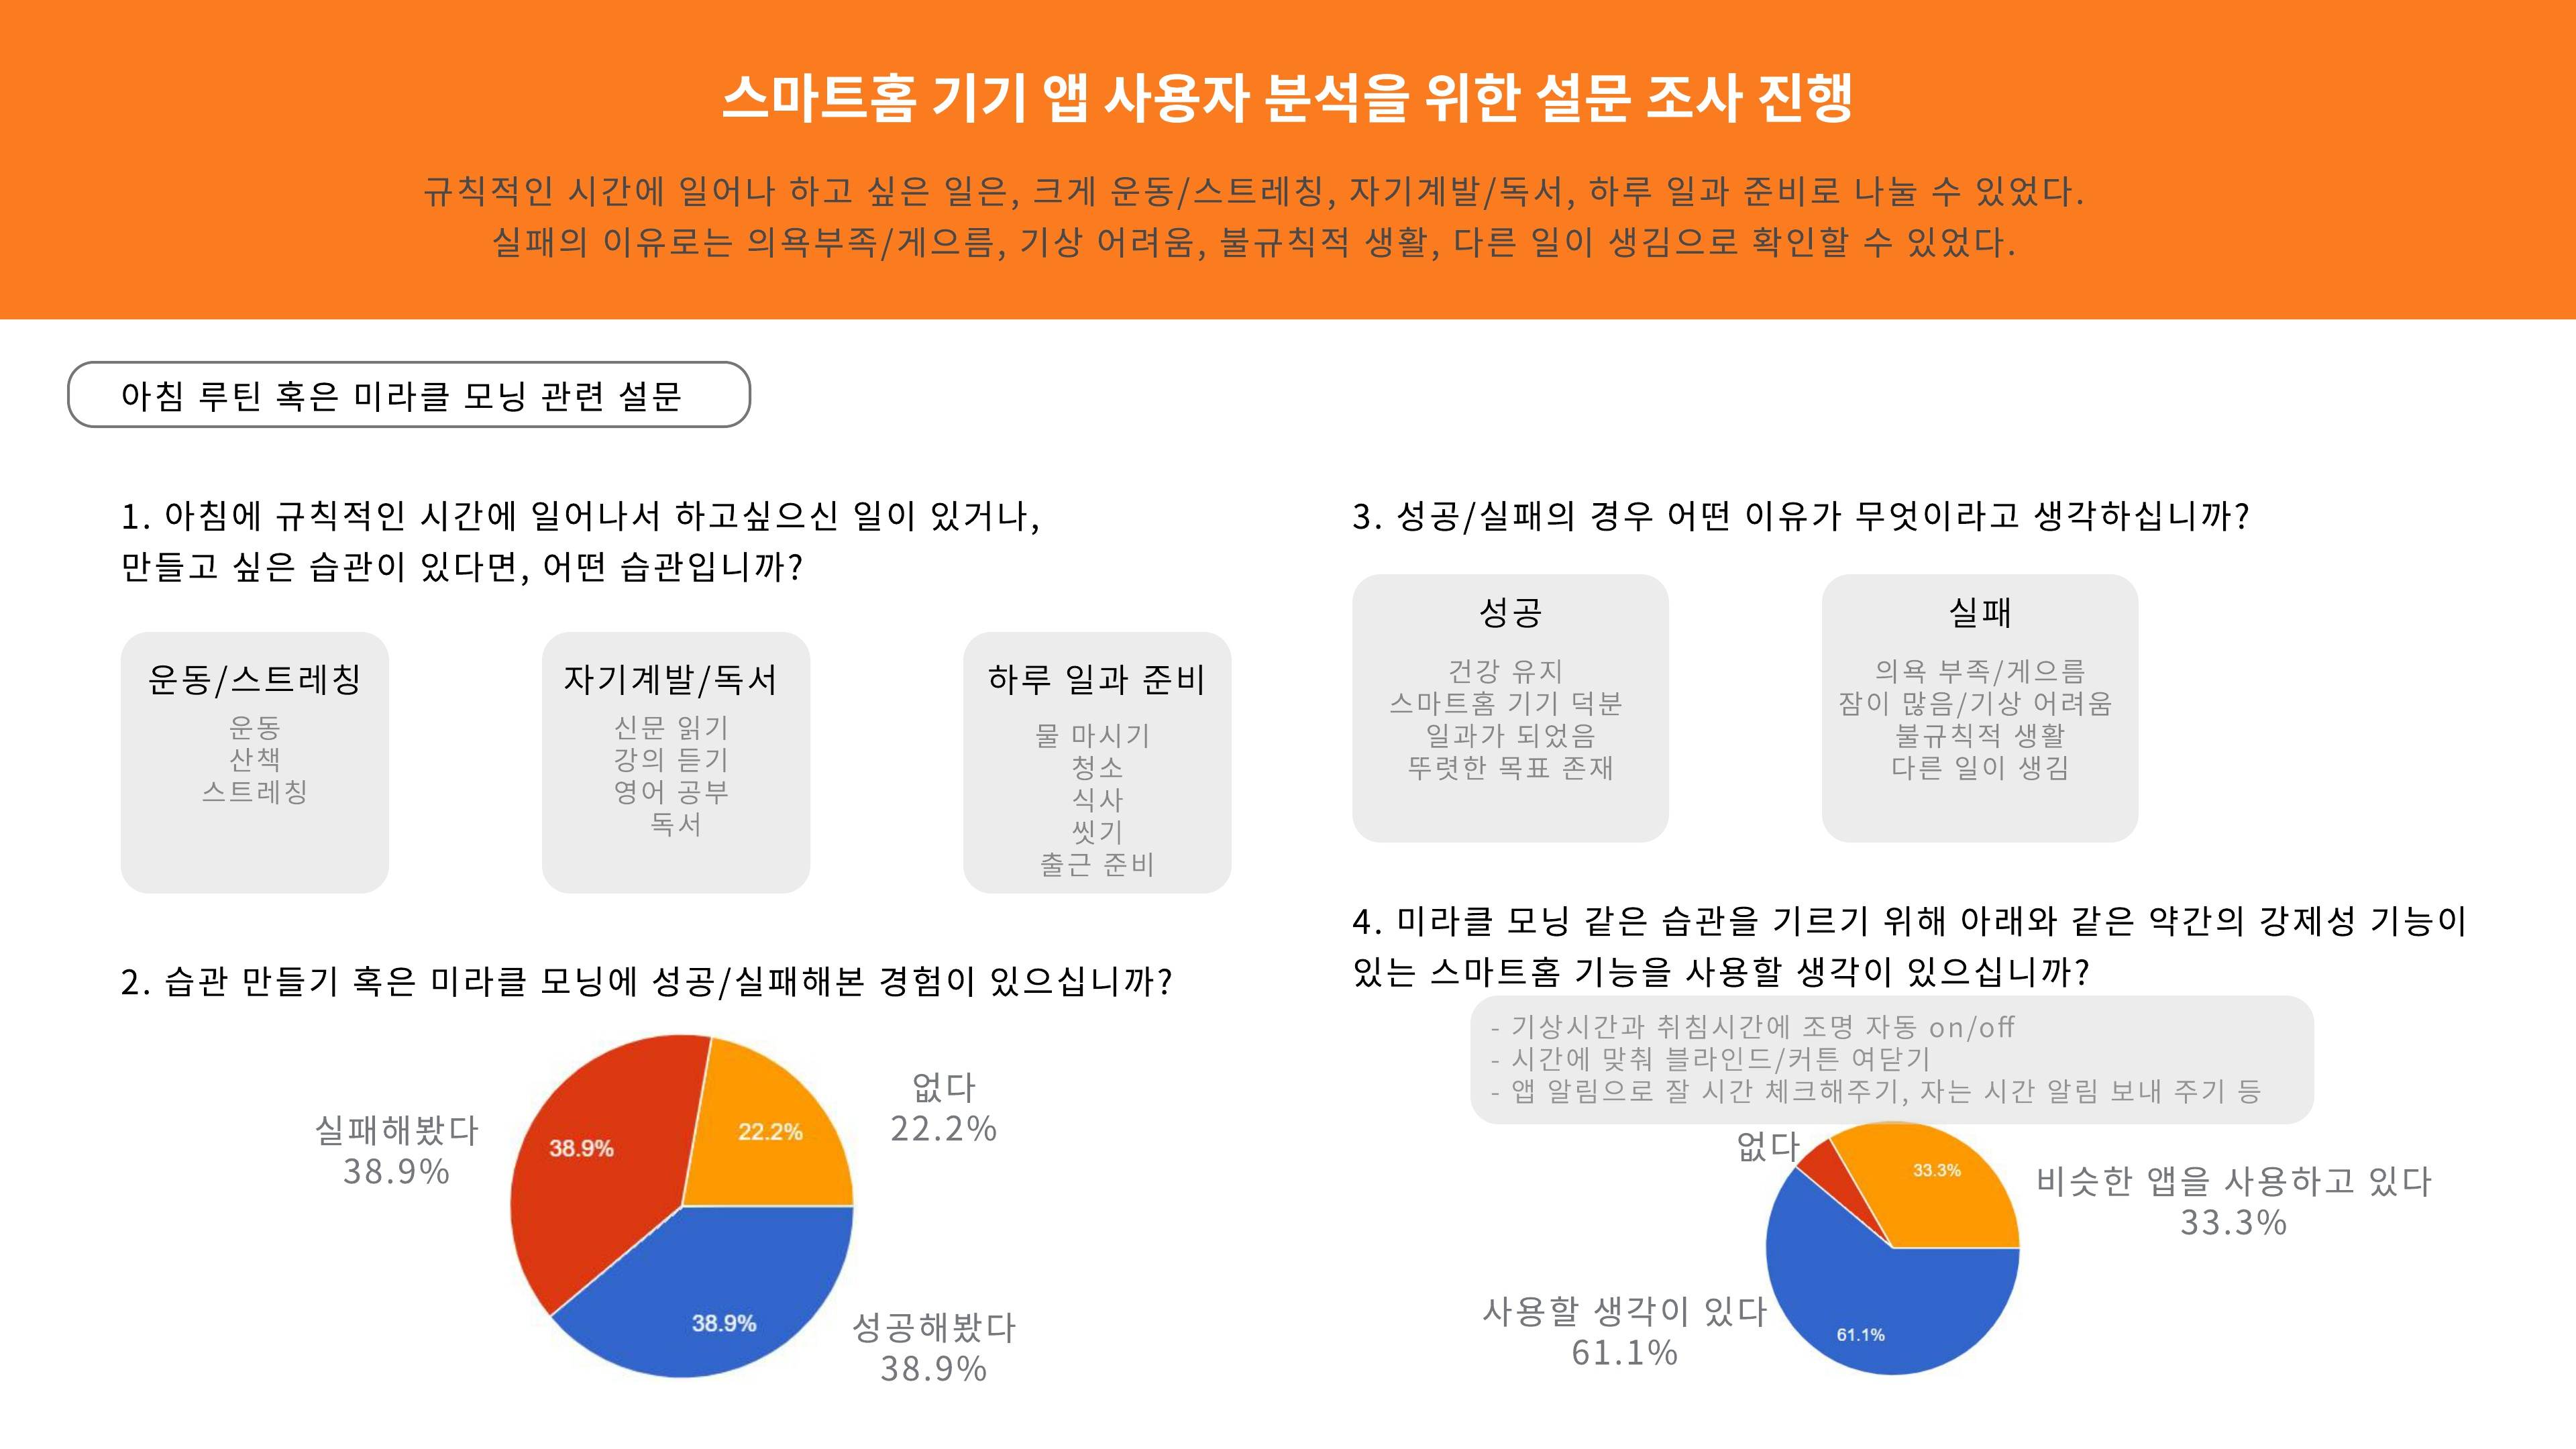 스마트홈 기기 앱 사용자 분석을 위한 설문 조사 진행
규칙적인 시간에 일어나 하고 싶은 일은, 크게 운동/스트레칭, 자기계발/독서, 하루 일과 준비로 나눌 수 있었다.
실패의 이유로는 의욕부족/게으름, 기상 어려움, 불규칙적 생활, 다른 일이 생김으로 확인할 수 있었다.
아침 루틴 혹은 미라클 모닝 관련 설문
1. 아침에 규칙적인 시간에 일어나서 하고싶으신 일이 있거나,
만들고 싶은 습관이 있다면, 어떤 습관입니까?
운동/스트레칭
운동
산책
스트레칭
자기계발/독서
신문 읽기
강의 듣기
영어 공부
독서
하루 일과 준비
물 마시기
청소
식사
씻기
출근 준비
2. 습관 만들기 혹은 미라클 모닝에 성공/실패해본 경험이 있으십니까?
실패해봤다
38.9%
38.9%
22.2%
없다
22.2%
38.9%
성공해봤다
38.9%
3. 성공/실패의 경우 어떤 이유가 무엇이라고 생각하십니까?
성공
건강 유지
스마트홈 기기 덕분
일과가 되었음
뚜렷한 목표 존재
실패
의욕 부족/게으름
잠이 많음/기상 어려움
불규칙적 생활
다른 일이 생김
4. 미라클 모닝 같은 습관을 기르기 위해 아래와 같은 약간의 강제성 기능이
있는 스마트홈 기능을 사용할 생각이 있으십니까?
- 기상시간과 취침시간에 조명 자동 on/off
- 시간에 맞춰 블라인드/커튼 여닫기
- 앱 알림으로 잘 시간 체크해주기, 자는 시간 알림 보내 주기 등
없다
33.3%
비슷한 앱을 사용하고 있다
33.3%
사용할 생각이 있다
61.1%
61.1%